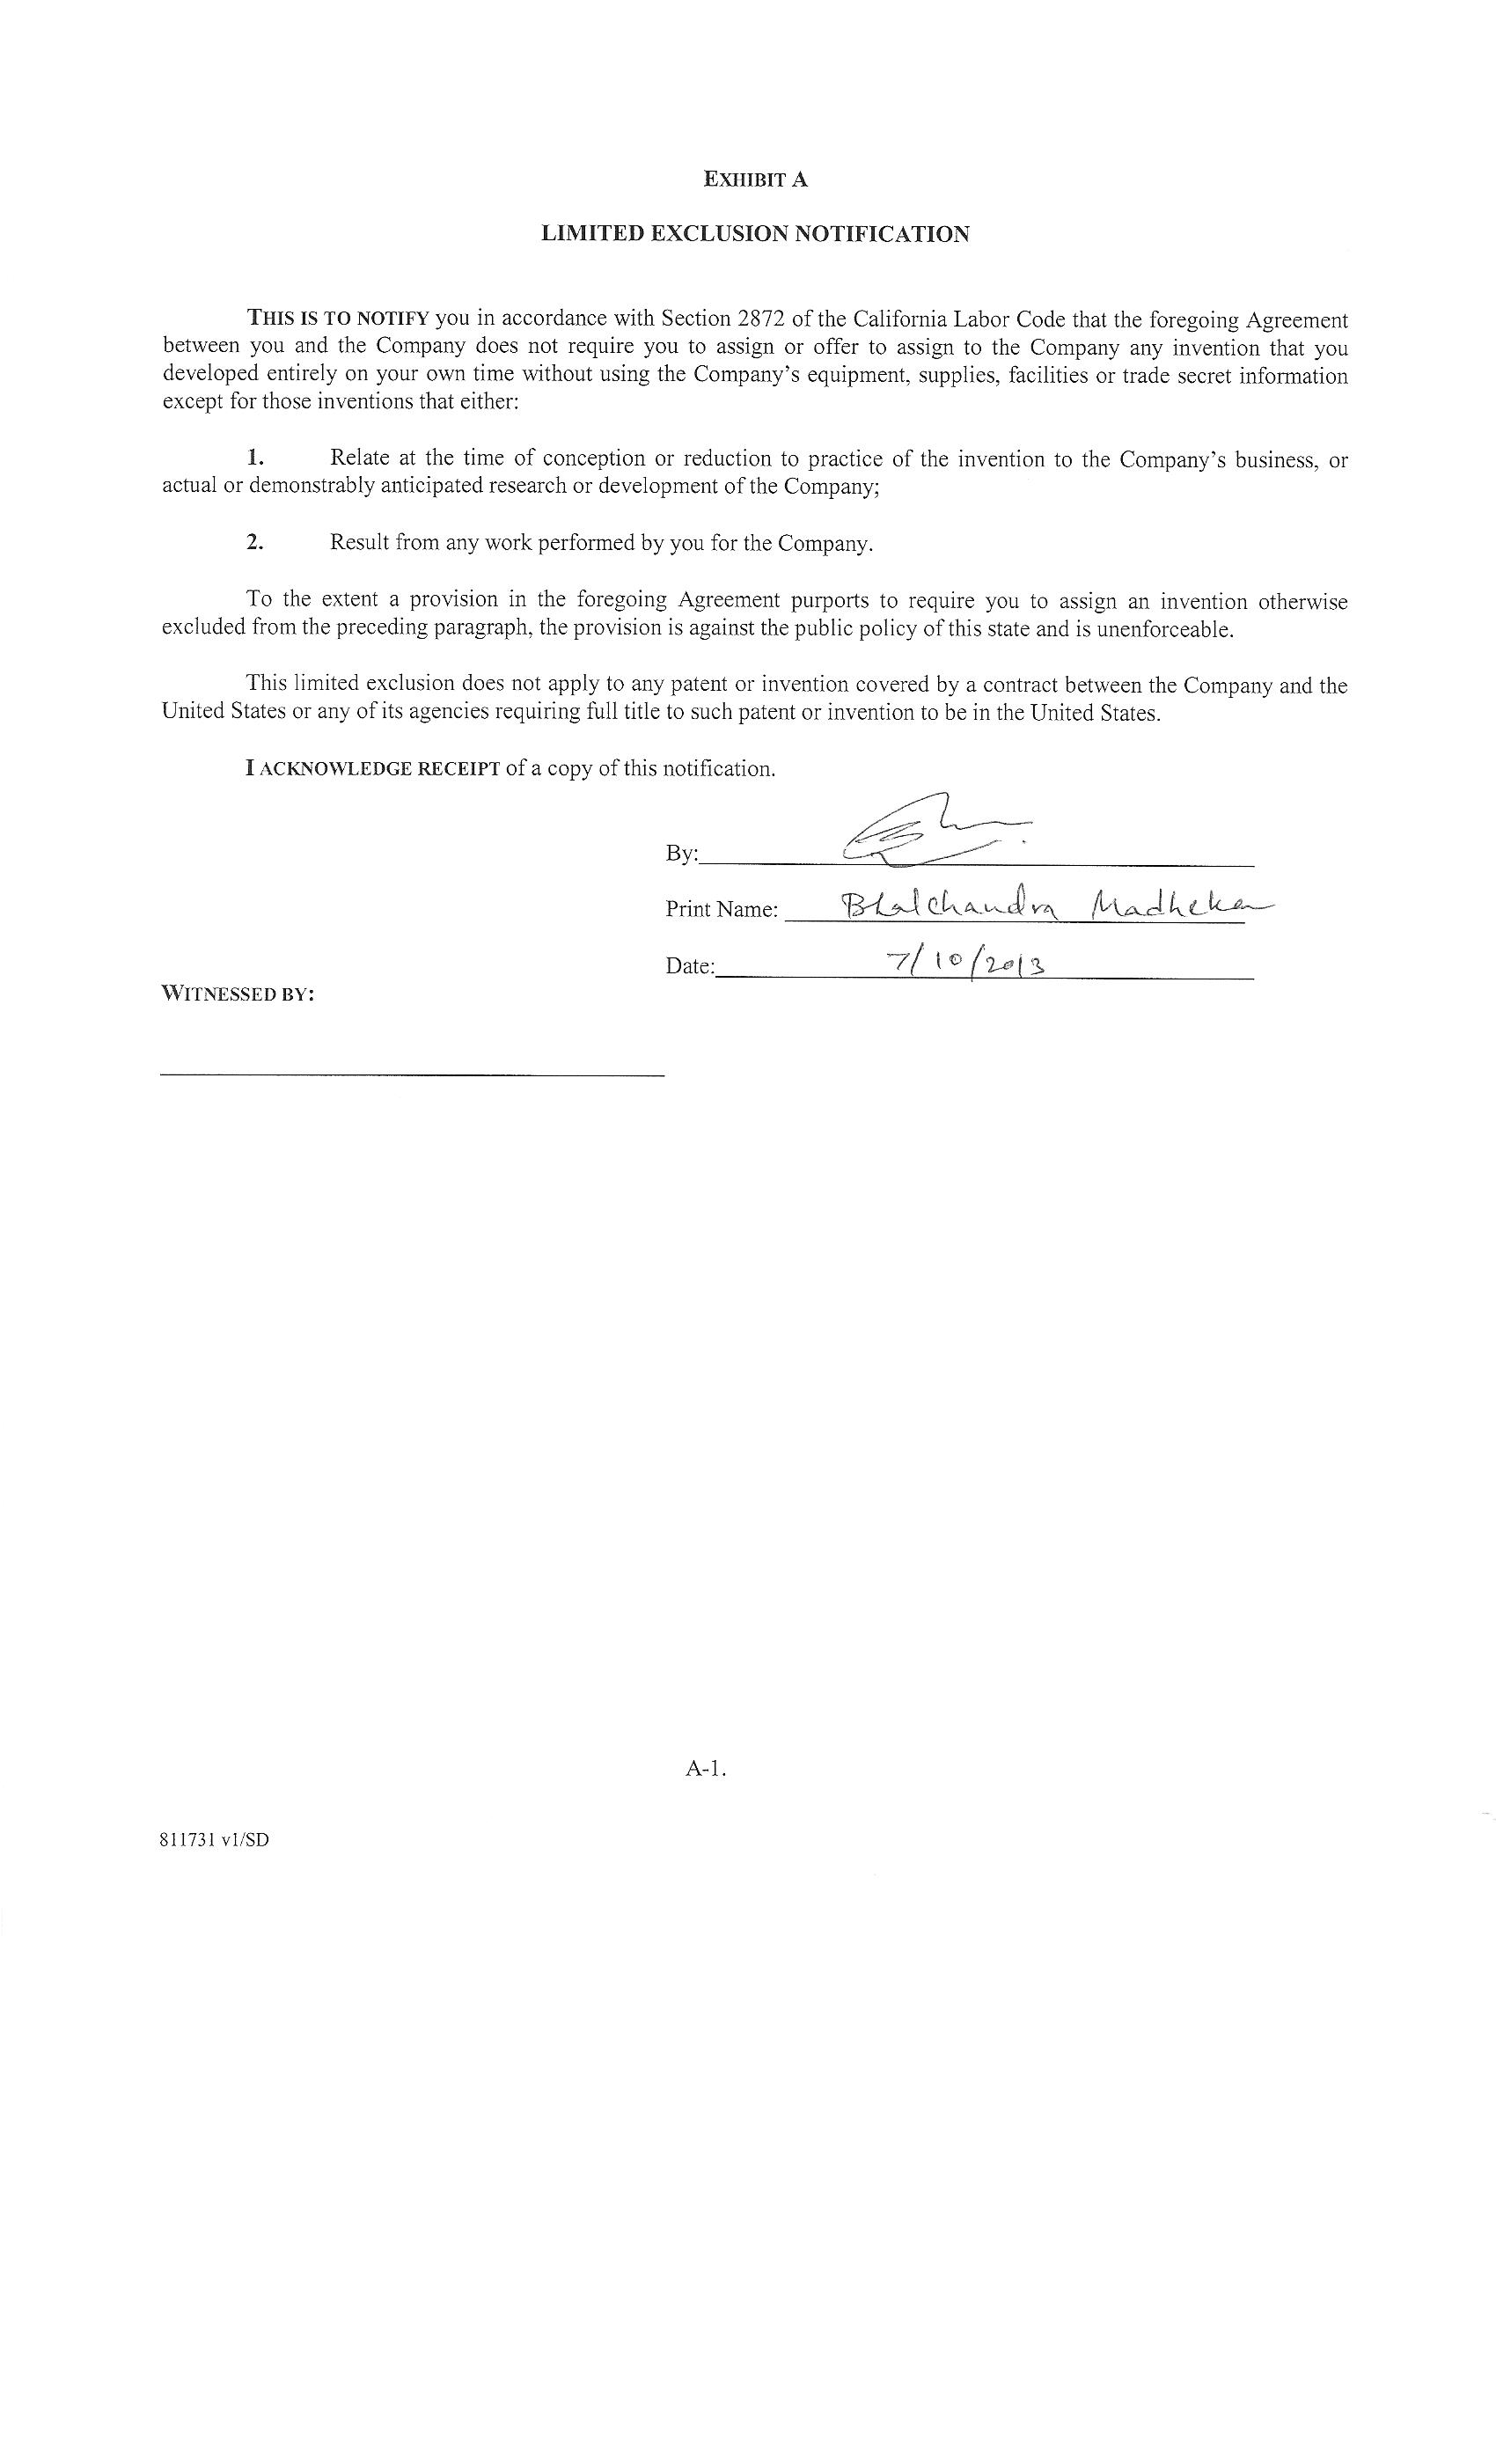 EXHIBIT A
LIMITED EXCLUSION NOTIFICATION
THIS IS TO NOTIFY you in accordance with Section 2872 of the California Labor Code that the foregoing Agreement
between you and the Company does not require you to assign or offer to assign to the Company any invention that you
developed entirely on your own time without using the Company's equipment, supplies, facilities or trade secret information
except for those inventions that either:
1. Relate at the time of conception or reduction to practice of the invention to the Company's business, or
actual or demonstrably anticipated research or development of the Company;
2. Result from any work performed by you for the Company.
To the extent a provision in the foregoing Agreement purports to require you to assign an invention otherwise
excluded from the preceding paragraph, the provision is against the public policy of this state and is unenforceable.
This limited exclusion does not apply to any patent or invention covered by a contract between the Company and the
United States or any of its agencies requiring full title to such patent or invention to be in the United States.
I ACKNOWLEDGE RECEIPT of a copy of this notification.
By:
Print Name: Bhalchandra Madhekar
Date: 7/10/2013
WITNESSED BY:
A-1.
811731 v1/SD